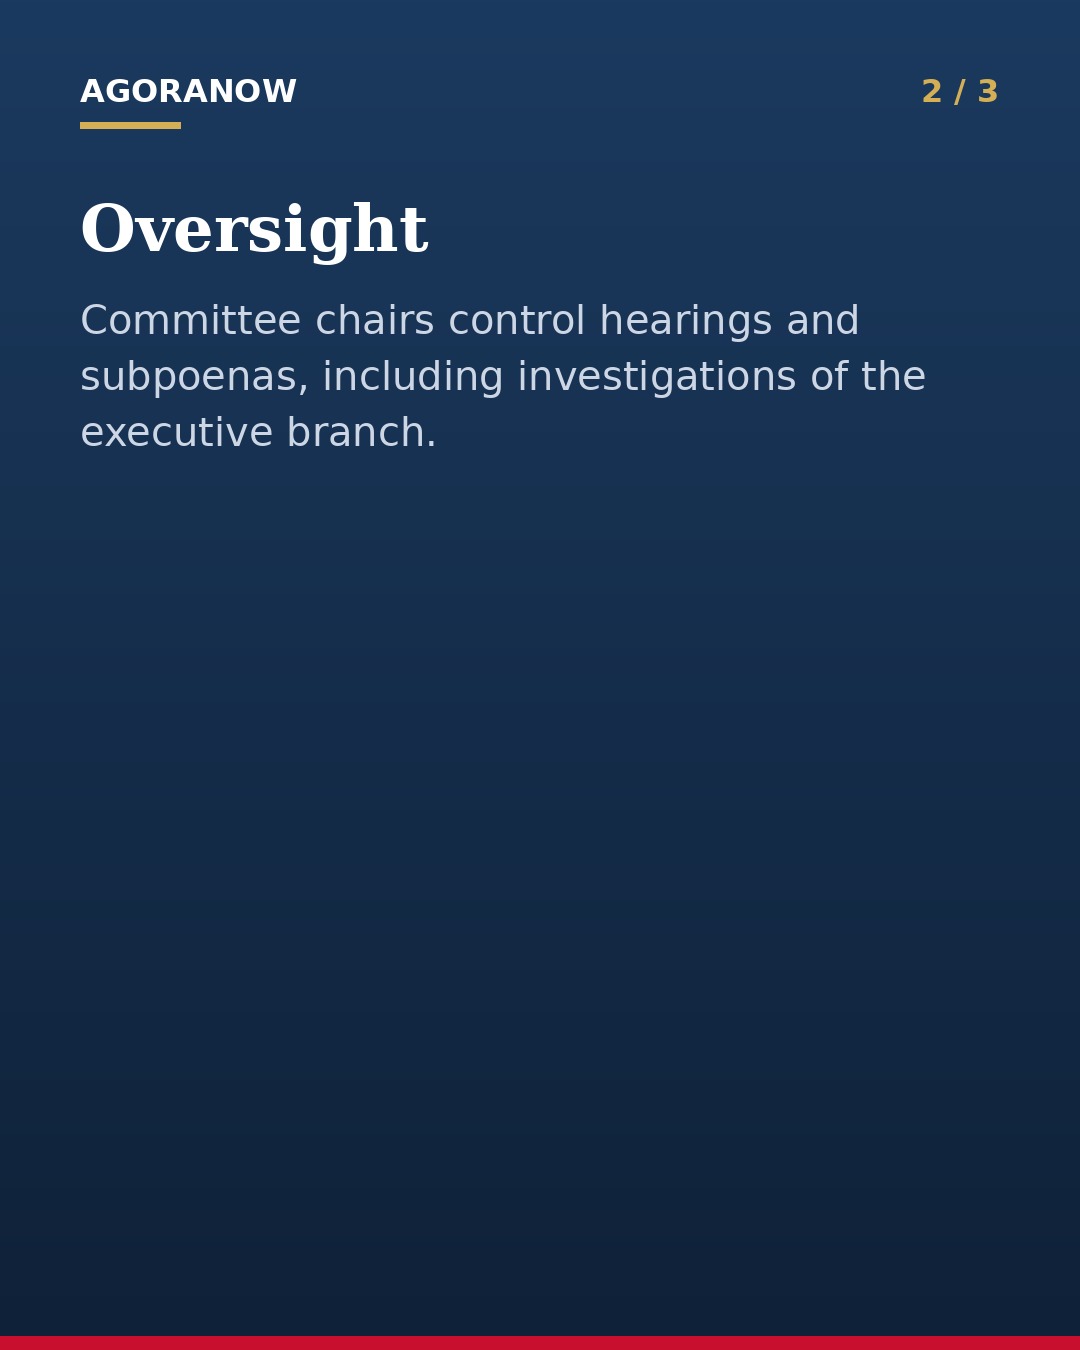 AGORANOW
2 / 3
Oversight
Committee chairs control hearings and
subpoenas, including investigations of the
executive branch.